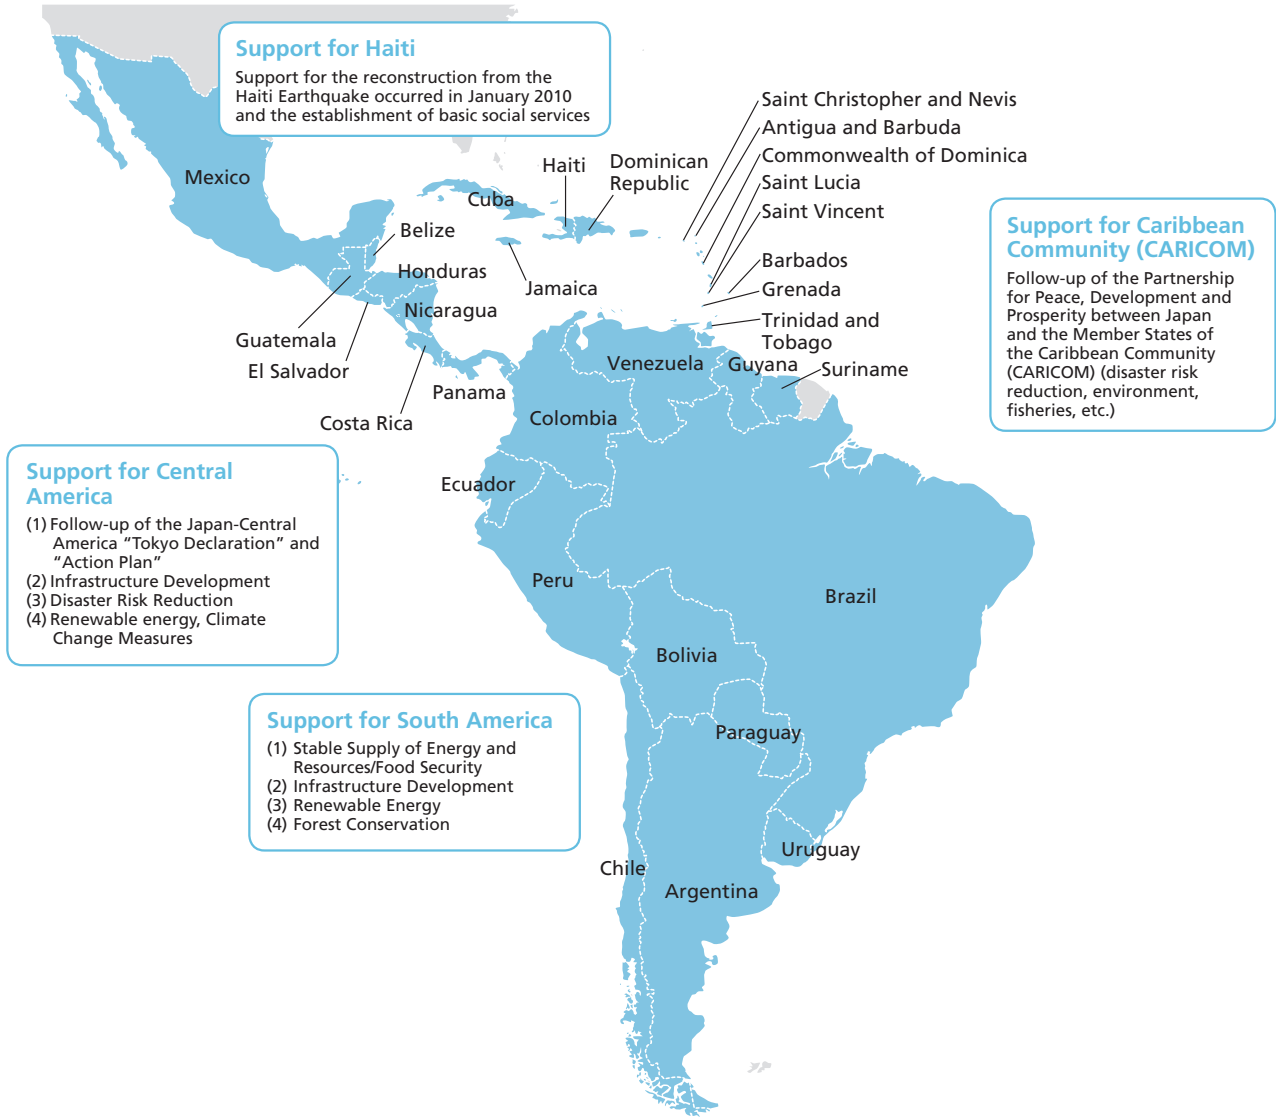 Support for Haiti
Support for the reconstruction from the
Haiti Earthquake occurred in January 2010
and the establishment of basic social services
Saint Christopher and Nevis
Antigua and Barbuda
Commonwealth of Dominica
Saint Lucia
Saint Vincent
Haiti
Dominican
Republic
Mexico
Cuba
Belize
Honduras
Jamaica
Nicaragua
Barbados
Grenada
Trinidad and
Tobago
Guatemala
El Salvador
Costa Rica
Panama
Venezuela
Guyana
Suriname
Colombia
Support for Caribbean
Community (CARICOM)
Follow-up of the Partnership
for Peace, Development and
Prosperity between Japan
and the Member States of
the Caribbean Community
(CARICOM) (disaster risk
reduction, environment,
fisheries, etc.)
Support for Central
America
(1) Follow-up of the Japan-Central
America “Tokyo Declaration” and
“Action Plan”
(2) Infrastructure Development
(3) Disaster Risk Reduction
(4) Renewable energy, Climate
Change Measures
Ecuador
Peru
Brazil
Bolivia
Paraguay
Support for South America
(1) Stable Supply of Energy and
Resources/Food Security
(2) Infrastructure Development
(3) Renewable Energy
(4) Forest Conservation
Uruguay
Chile
Argentina